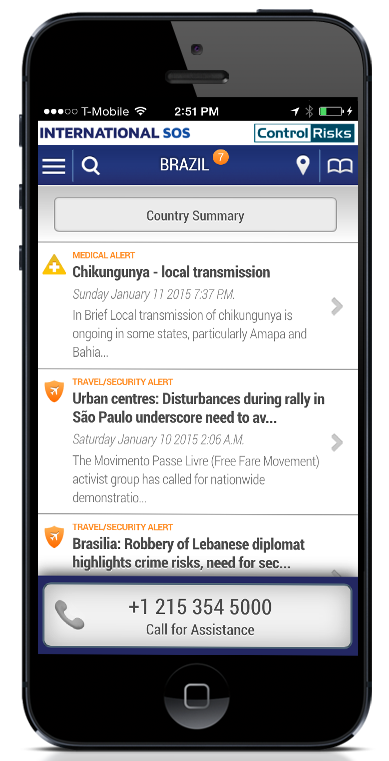 T-Mobile 2:51 PM
INTERNATIONAL SOS Control Risks
BRAZIL 7
Country Summary
MEDICAL ALERT
Chikungunya - local transmission
Sunday January 11 2015 7:37 P.M.
In Brief Local transmission of chikungunya is
ongoing in some states, particularly Amapa and
Bahia...
TRAVEL/SECURITY ALERT
Urban centres: Disturbances during rally in
São Paulo underscore need to av...
Saturday January 10 2015 2:06 A.M.
The Movimento Passe Livre (Free Fare Movement)
activist group has called for nationwide
demonstratio...
TRAVEL/SECURITY ALERT
Brasilia: Robbery of Lebanese diplomat
highlights crime risks, need for sec...
+1 215 354 5000
Call for Assistance